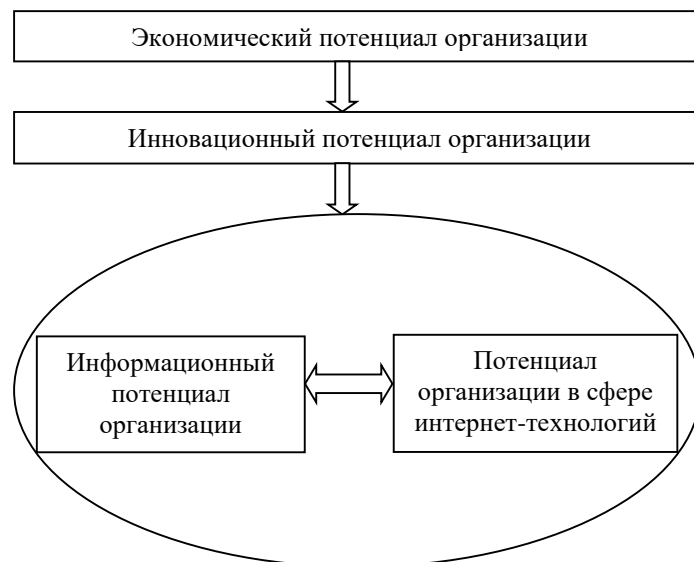 Экономический потенциал организации
Инновационный потенциал организации
Информационный
потенциал
организации
Потенциал
организации в сфере
интернет-технологий